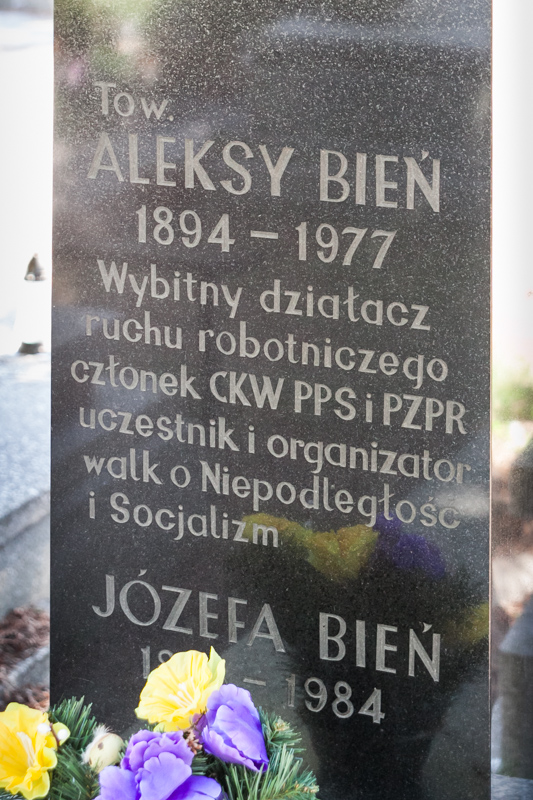 Tow.
ALEKSY BIEŃ
1894 – 1977
Wybitny działacz
ruchu robotniczego
członek CKW PPS i PZPR
uczestnik i organizator
walk o Niepodległość
i Socjalizm
JÓZEFA BIEŃ
– 1984